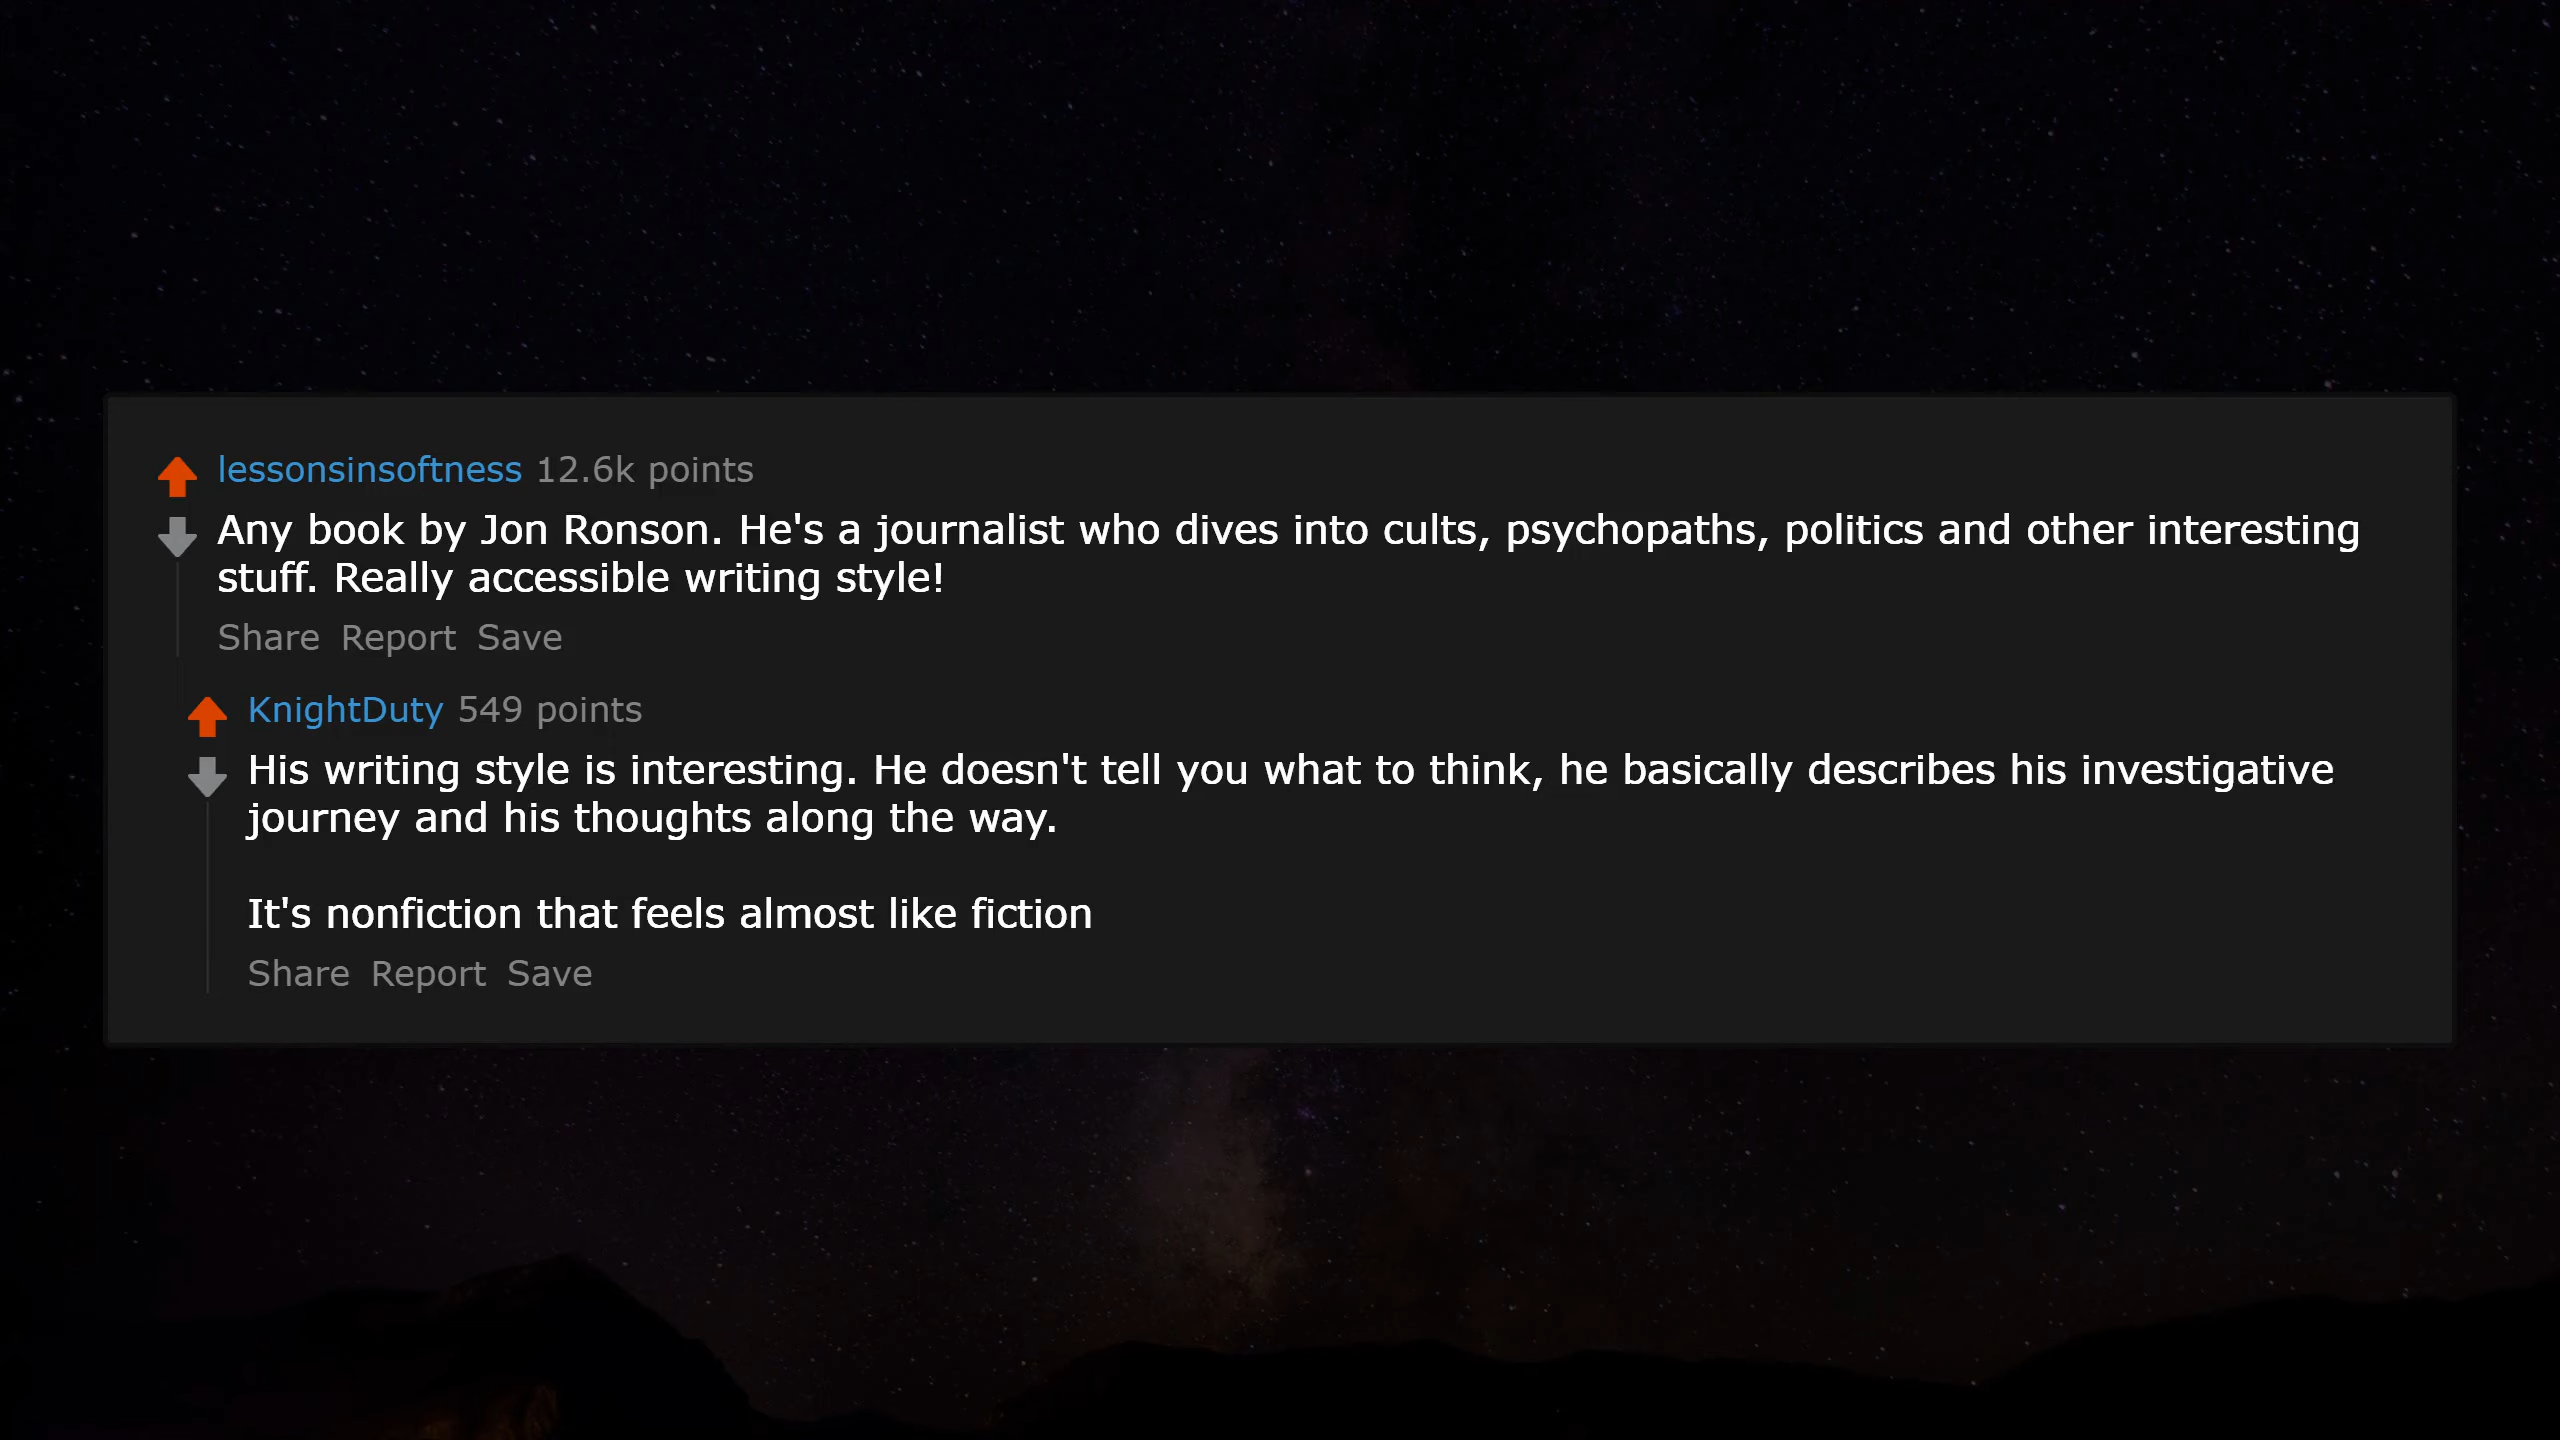 lessonsinsoftness 12.6k points
Any book by Jon Ronson. He's a journalist who dives into cults, psychopaths, politics and other interesting
stuff. Really accessible writing style!
Share Report Save
KnightDuty 549 points
His writing style is interesting. He doesn't tell you what to think, he basically describes his investigative
journey and his thoughts along the way.
It's nonfiction that feels almost like fiction
Share Report Save